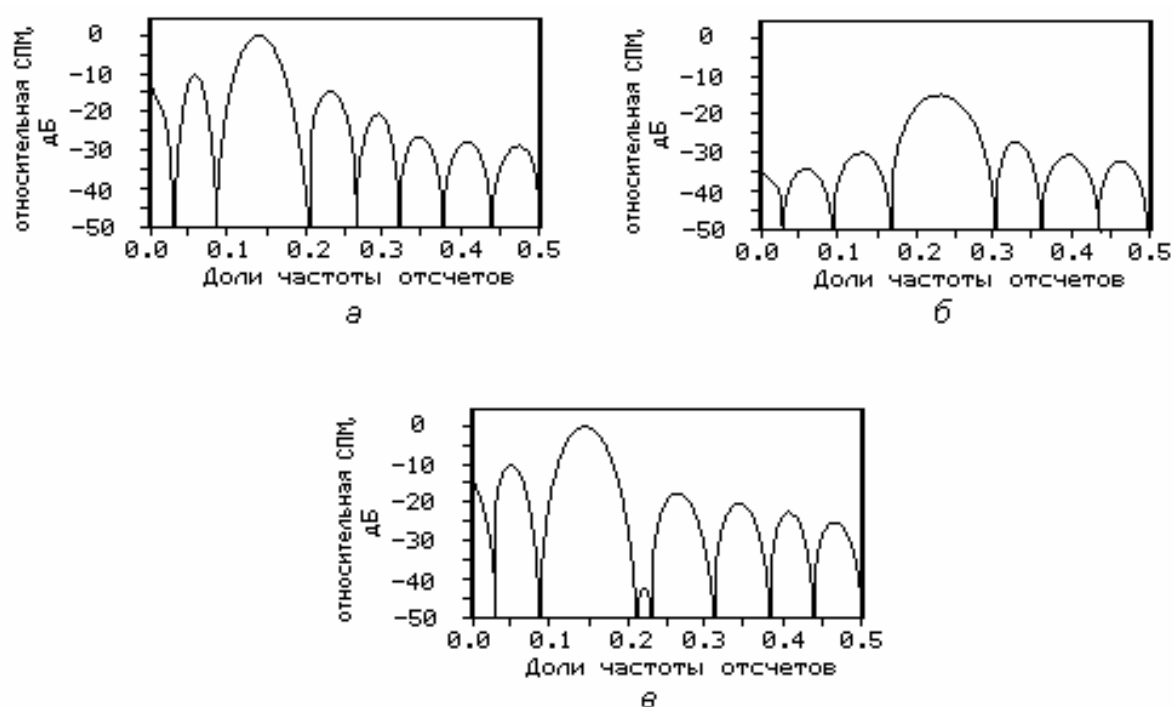 относительная СПМ,
дБ
0
-10
-20
-30
-40
-50
0.0 0.1 0.2 0.3 0.4 0.5
Доли частоты отсчетов
а
относительная СПМ,
дБ
0
-10
-20
-30
-40
-50
0.0 0.1 0.2 0.3 0.4 0.5
Доли частоты отсчетов
б
относительная СПМ,
дБ
0
-10
-20
-30
-40
-50
0.0 0.1 0.2 0.3 0.4 0.5
Доли частоты отсчетов
в